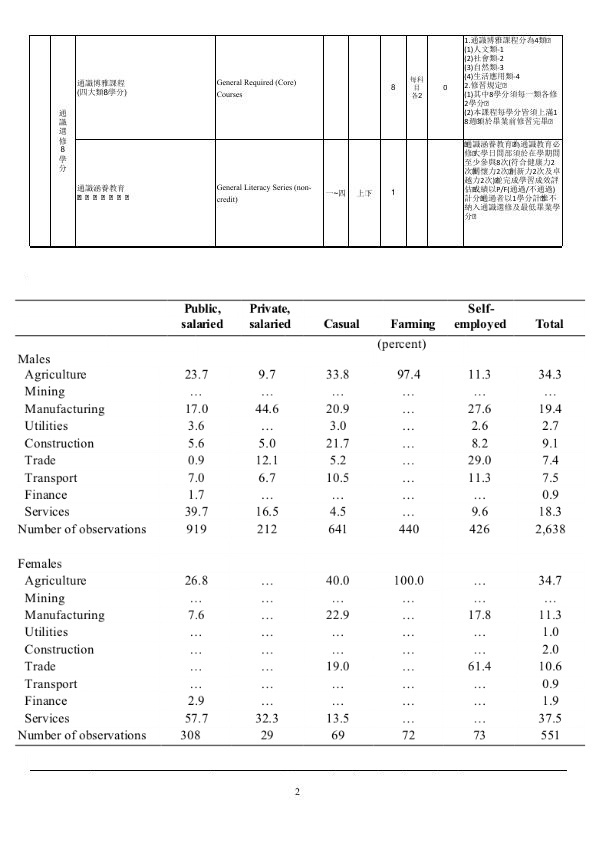 通識選修8學分
通識博雅課程
(四大類8學分)
General Required (Core)
Courses
8
每科
目
各2
0
1.通識博雅課程分為4類
(1)人文類-1
(2)社會類-2
(3)自然類-3
(4)生活應用類-4
2.修習規定
(1)其中8學分須每一類各修
2學分
(2)本課程每學分皆須上滿1
8週 於畢業前修習完畢
通識涵養教育
General Literacy Series (non-
credit)
一~四
上下
1
通識涵養教育 為通識教育必
修 大學日間部須於在學期間
至少參與8次(符合健康力2
次 關懷力2次 創新力2次及卓
越力2次) 並完成學習成效評
估 成績以P/F(通過/不通過)
計分 通過者以1學分計 惟不
納入通識選修及最低畢業學
分
Public, salaried Private, salaried Casual Farming Self-employed Total
(percent)
Males
Agriculture 23.7 9.7 33.8 97.4 11.3 34.3
Mining … … … … … …
Manufacturing 17.0 44.6 20.9 … 27.6 19.4
Utilities 3.6 … 3.0 … 2.6 2.7
Construction 5.6 5.0 21.7 … 8.2 9.1
Trade 0.9 12.1 5.2 … 29.0 7.4
Transport 7.0 6.7 10.5 … 11.3 7.5
Finance 1.7 … … … … 0.9
Services 39.7 16.5 4.5 … 9.6 18.3
Number of observations 919 212 641 440 426 2,638
Females
Agriculture 26.8 … 40.0 100.0 … 34.7
Mining … … … … … …
Manufacturing 7.6 … 22.9 … 17.8 11.3
Utilities … … … … … 1.0
Construction … … … … … 2.0
Trade … … 19.0 … 61.4 10.6
Transport … … … … … 0.9
Finance 2.9 … … … … 1.9
Services 57.7 32.3 13.5 … … 37.5
Number of observations 308 29 69 72 73 551
2